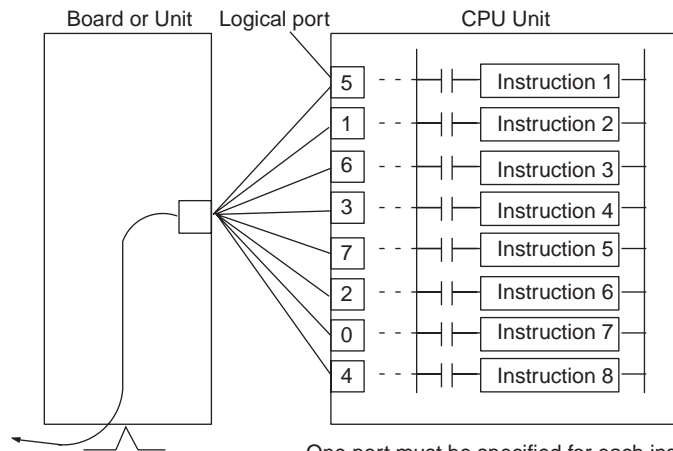 Board or Unit Logical port CPU Unit
5 Instruction 1
1 Instruction 2
6 Instruction 3
3 Instruction 4
7 Instruction 5
2 Instruction 6
0 Instruction 7
4 Instruction 8
One port must be specified for each